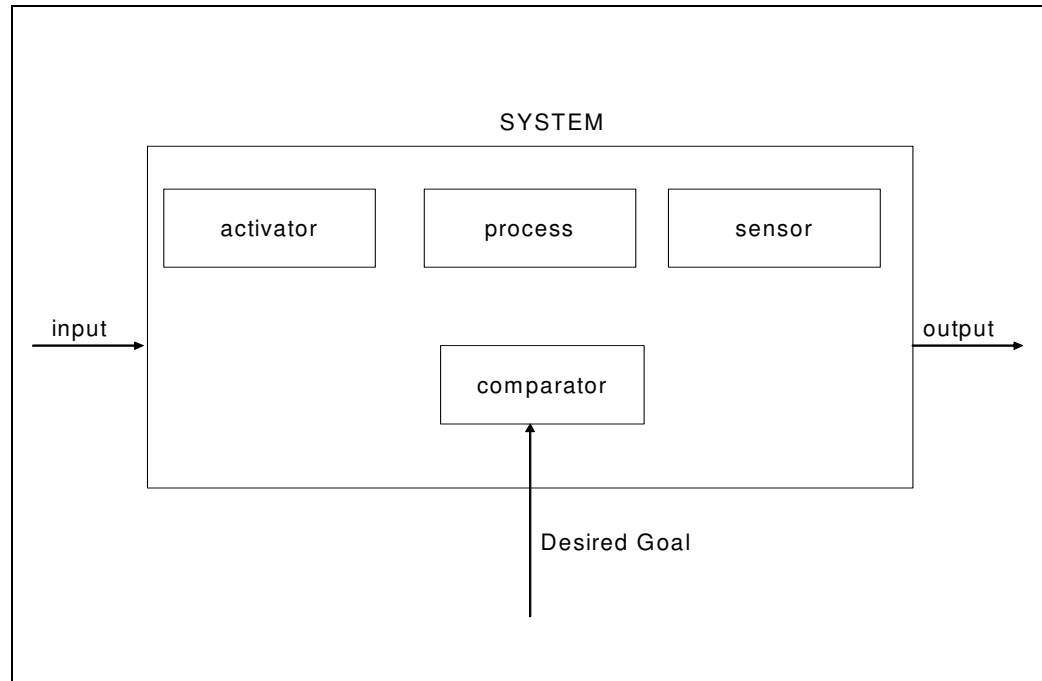 SYSTEM
activator
process
sensor
input
output
comparator
Desired Goal